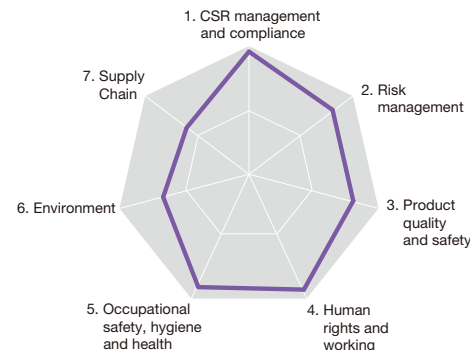 1. CSR management
and compliance
2. Risk
management
3. Product
quality
and safety
4. Human
rights and
working
5. Occupational
safety, hygiene
and health
6. Environment
7. Supply
Chain